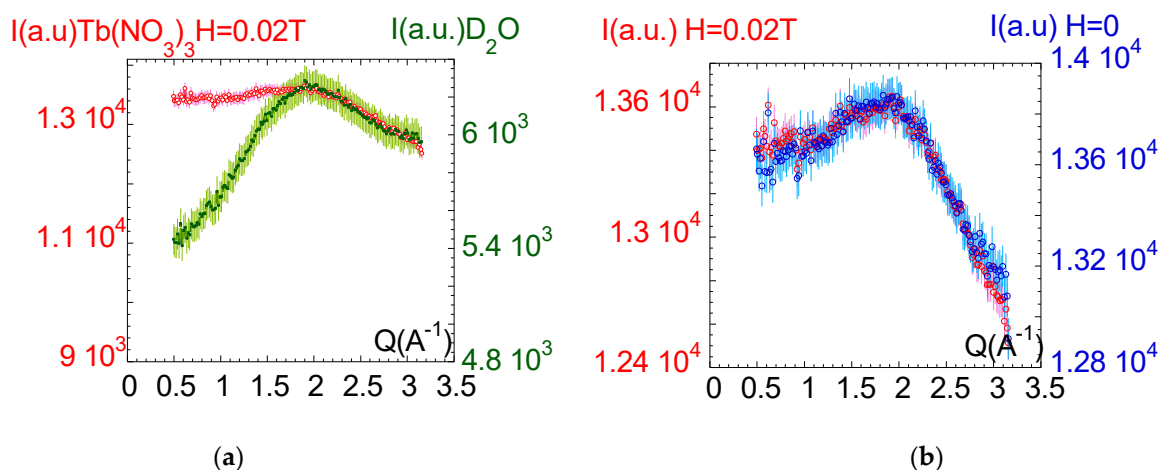 I(a.u)Tb(NO3)3 H=0.02T I(a.u.)D2O
1.3 10^4
1.1 10^4
9 10^3
6 10^3
5.4 10^3
4.8 10^3
Q(A^-1)
0 0.5 1 1.5 2 2.5 3 3.5
(a)
I(a.u.) H=0.02T I(a.u) H=0
1.36 10^4
1.3 10^4
1.24 10^4
1.4 10^4
1.36 10^4
1.32 10^4
1.28 10^4
Q(A^-1)
0 0.5 1 1.5 2 2.5 3 3.5
(b)